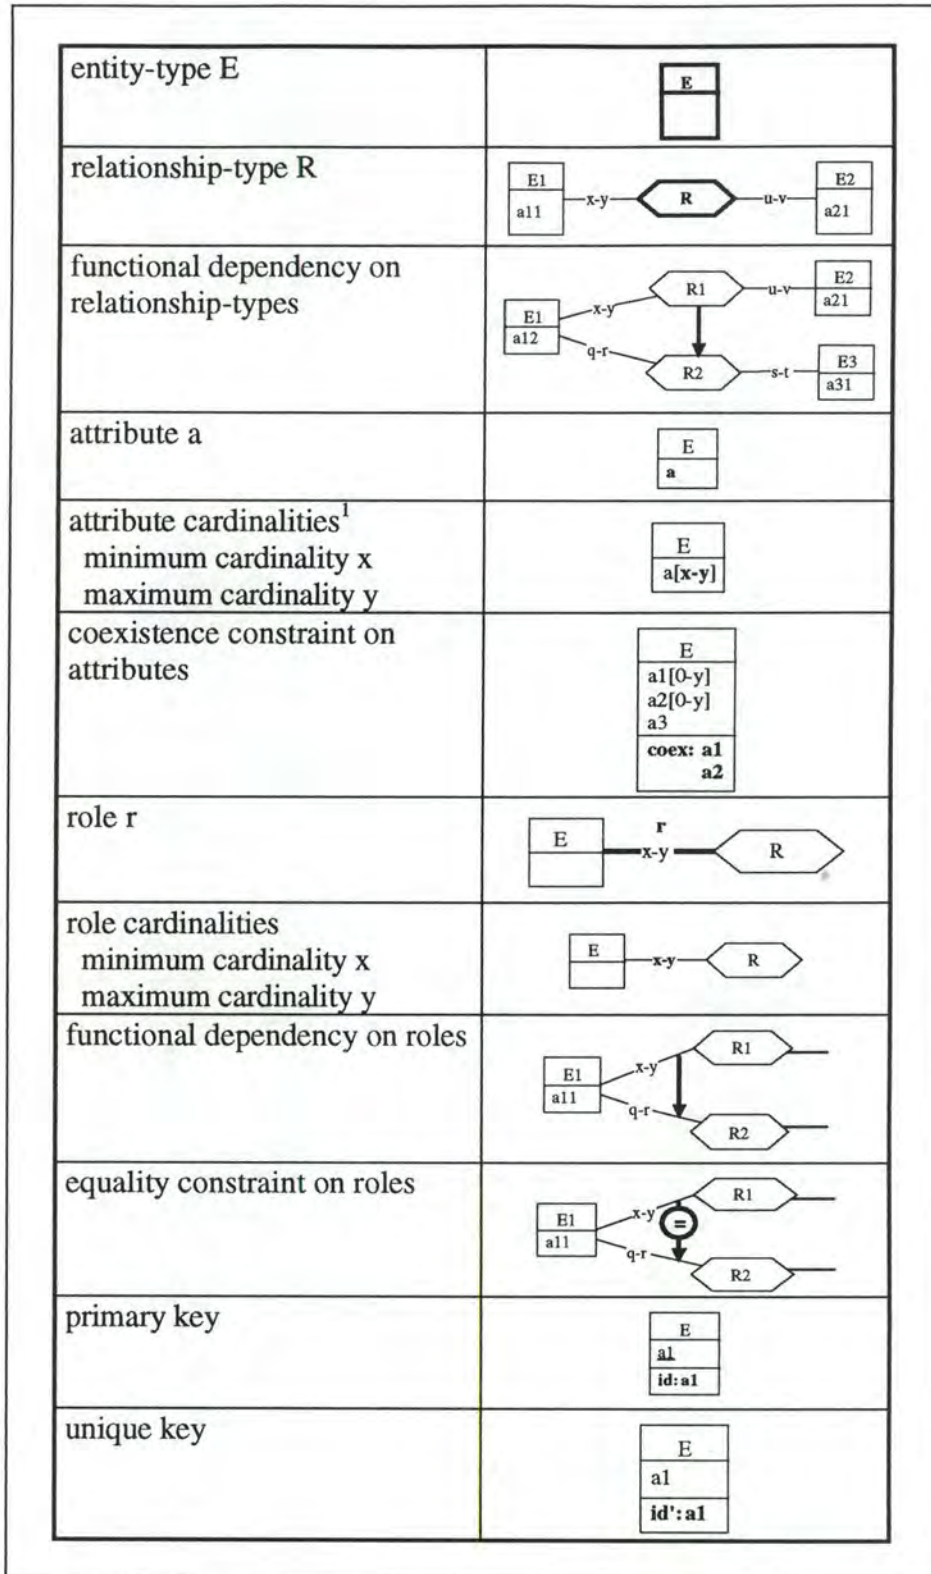 entity-type E
E
relationship-type R
E1
a11
x-y
R
u-v
E2
a21
functional dependency on
relationship-types
E1
a12
x-y
q-r
R1
R2
u-v
s-t
E2
a21
E3
a31
attribute a
E
a
attribute cardinalities1
minimum cardinality x
maximum cardinality y
E
a[x-y]
coexistence constraint on
attributes
E
a1[0-y]
a2[0-y]
a3
coex: a1
a2
role r
E
r
x-y
R
role cardinalities
minimum cardinality x
maximum cardinality y
E
x-y
R
functional dependency on roles
E1
a11
x-y
q-r
R1
R2
equality constraint on roles
E1
a11
x-y
=
q-r
R1
R2
primary key
E
a1
id: a1
unique key
E
a1
id': a1